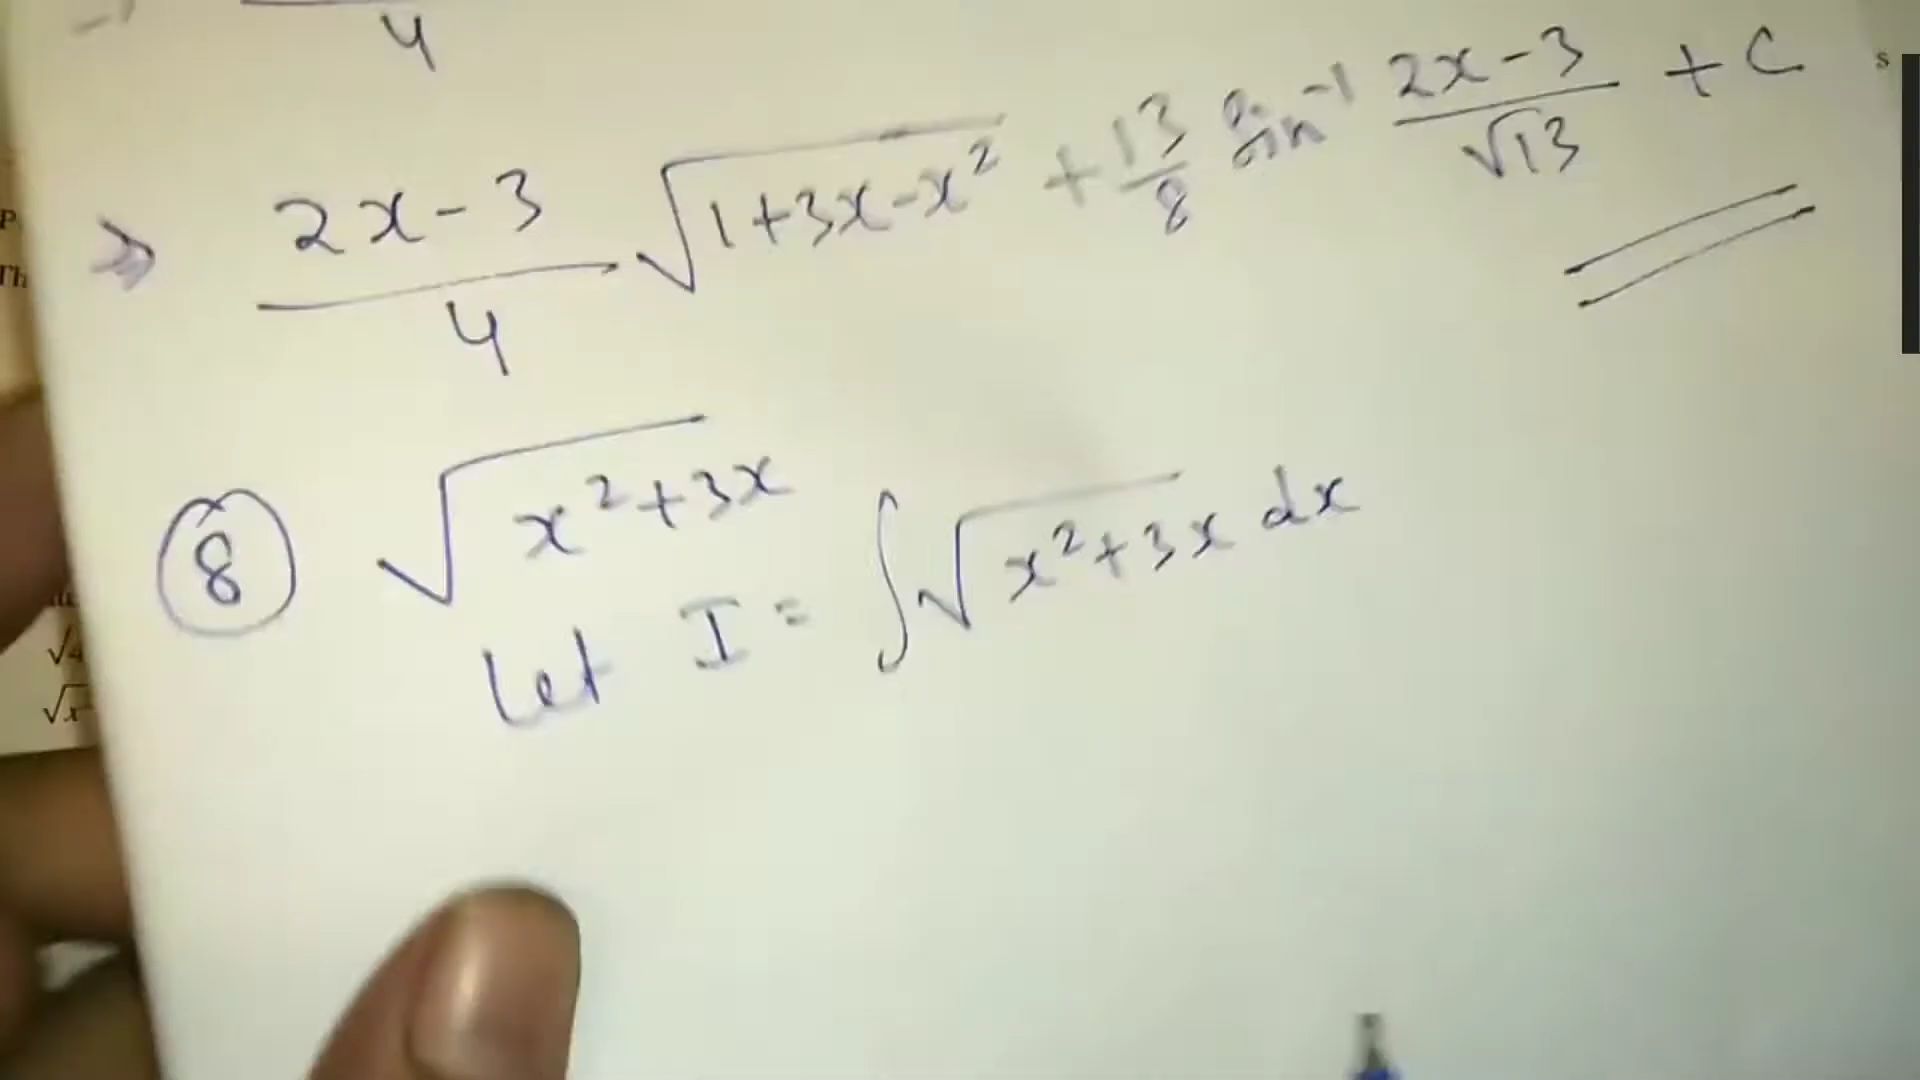 4
⇒ 2x-3/4 √(1+3x-x²) + 13/8 sin⁻¹ 2x-3/√13 + C
⑧ √(x²+3x)
Let I = ∫√(x²+3x) dx